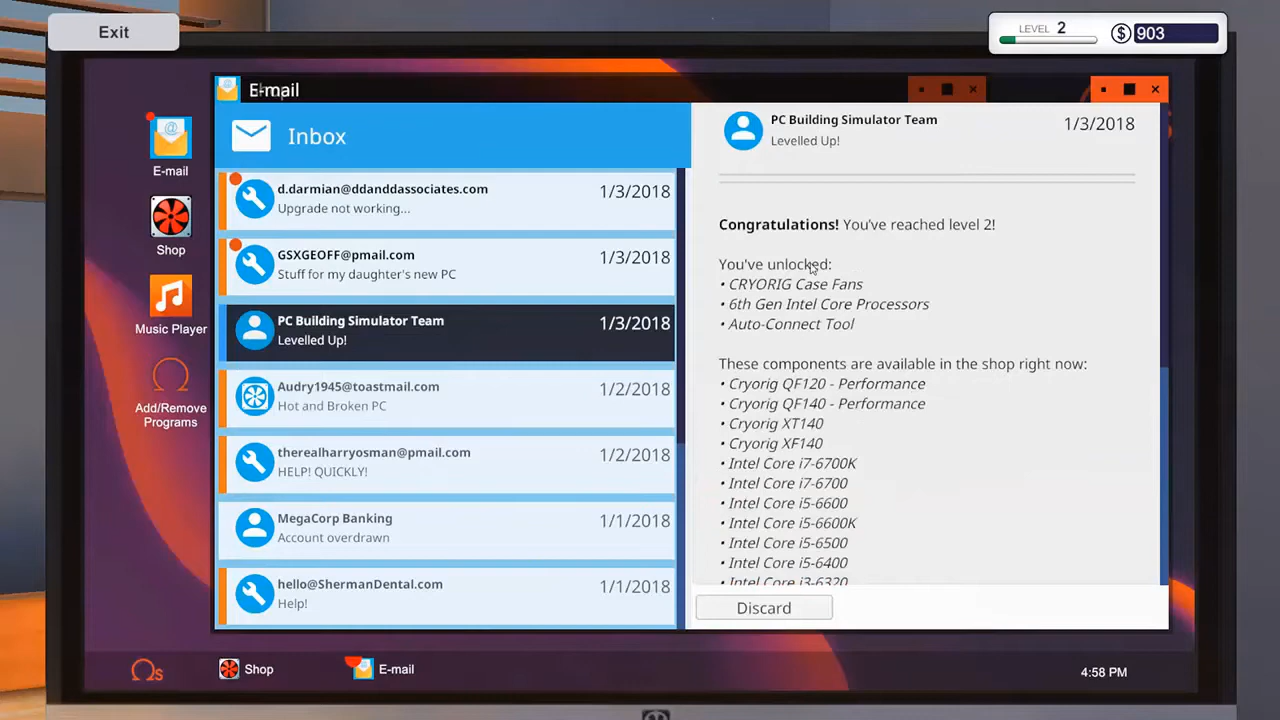 Exit
LEVEL 2
$ 903
E-mail
E-mail
Shop
Music Player
Add/Remove
Programs
Inbox
d.darmian@ddanddassociates.com 1/3/2018
Upgrade not working...
GSXGEOFF@pmail.com 1/3/2018
Stuff for my daughter's new PC
PC Building Simulator Team 1/3/2018
Levelled Up!
Audry1945@toastmail.com 1/2/2018
Hot and Broken PC
therealharryosman@pmail.com 1/2/2018
HELP! QUICKLY!
MegaCorp Banking 1/1/2018
Account overdrawn
hello@ShermanDental.com 1/1/2018
Help!
PC Building Simulator Team 1/3/2018
Levelled Up!
Congratulations! You've reached level 2!
You've unlocked:
• CRYORIG Case Fans
• 6th Gen Intel Core Processors
• Auto-Connect Tool
These components are available in the shop right now:
• Cryorig QF120 - Performance
• Cryorig QF140 - Performance
• Cryorig XT140
• Cryorig XF140
• Intel Core i7-6700K
• Intel Core i7-6700
• Intel Core i5-6600
• Intel Core i5-6600K
• Intel Core i5-6500
• Intel Core i5-6400
• Intel Core i3-6320
Discard
Ωs
Shop
E-mail
4:58 PM